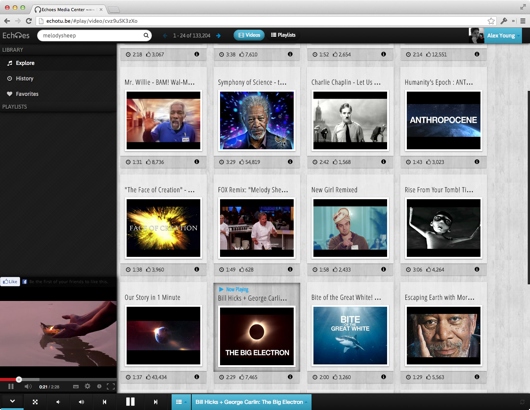 Echoes Media Center
echotu.be/#play/video/cvz9u5K3zXo
Echoes
melodysheep
1 - 24 of 133,204
Videos
Playlists
Alex Young
LIBRARY
Explore
History
Favorites
PLAYLISTS
2:18 3,067
3:38 7,610
1:52 2,654
2:14 12,551
Mr. Willie - BAM! Wal-M...
Symphony of Science - t...
Charlie Chaplin - Let Us ...
Humanity's Epoch : ANT...
ANTHROPOCENE
1:31 8,736
3:29 54,819
2:42 1,568
1:43 3,023
"The Face of Creation" - ...
FOX Remix: "Melody She...
New Girl Remixed
Rise From Your Tomb! Ti...
FACE OF CREATION
1:38 3,960
1:49 628
1:58 2,433
3:06 4,264
Like
Our Story in 1 Minute
Now Playing
Bill Hicks + George Carli...
Bite of the Great White! ...
Escaping Earth with Mor...
THE BIG ELECTRON
BITE
GREAT WHITE
1:37 43,434
2:29 7,465
2:00 3,260
1:29 3,563
0:21 / 2:28
Bill Hicks + George Carlin: The Big Electron